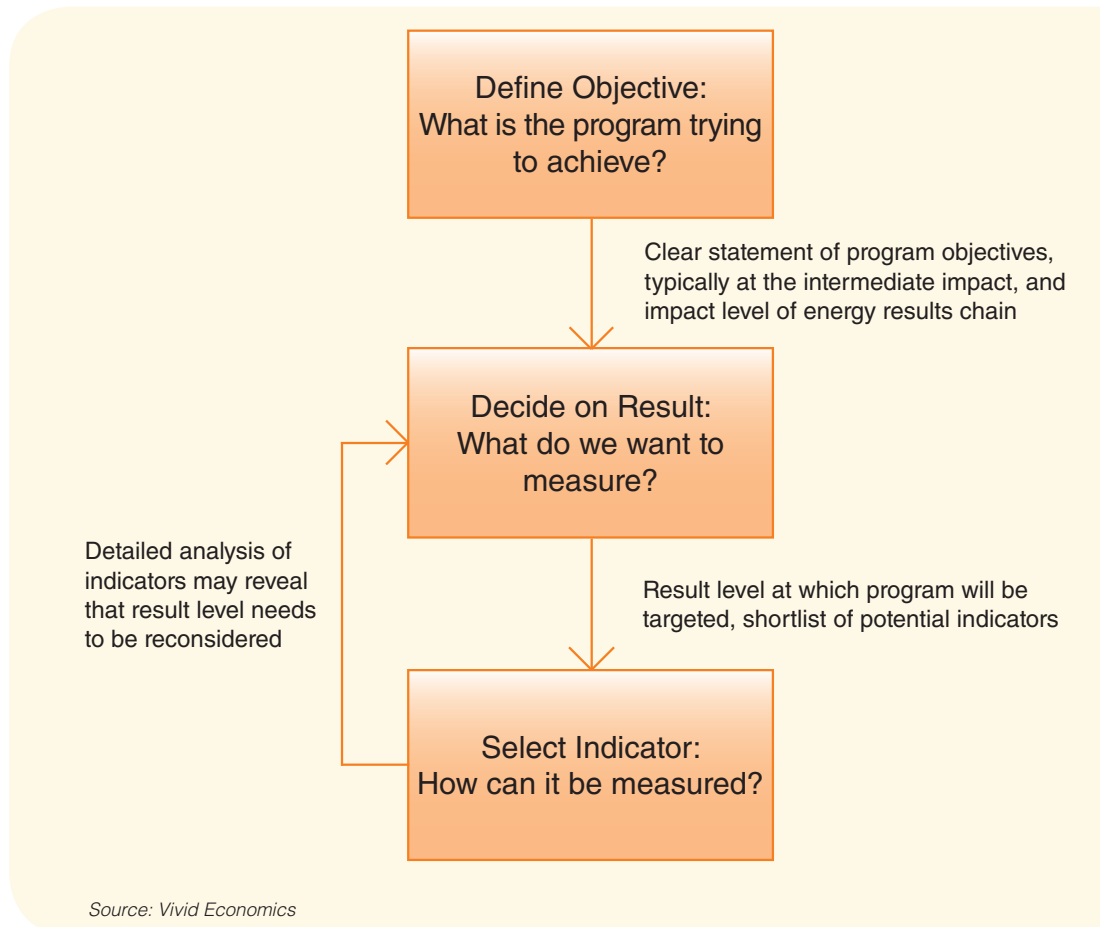 Define Objective:
What is the program trying
to achieve?
Clear statement of program objectives,
typically at the intermediate impact, and
impact level of energy results chain
Decide on Result:
What do we want to
measure?
Detailed analysis of
indicators may reveal
that result level needs
to be reconsidered
Result level at which program will be
targeted, shortlist of potential indicators
Select Indicator:
How can it be measured?
Source: Vivid Economics